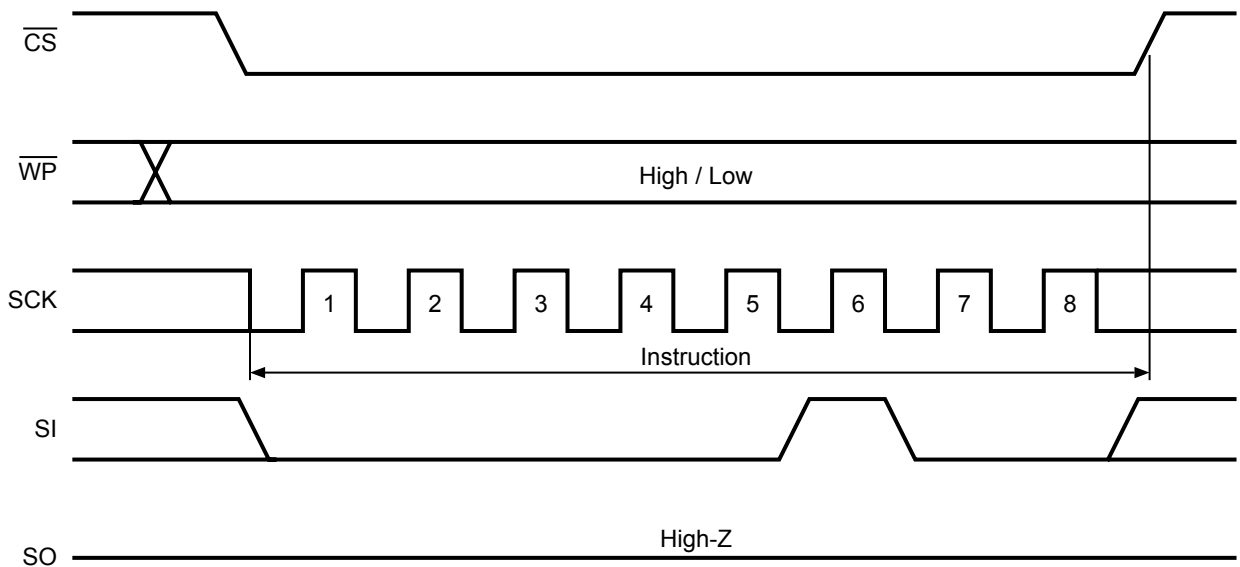 CS
WP
High / Low
SCK
1 2 3 4 5 6 7 8
Instruction
SI
High-Z
SO